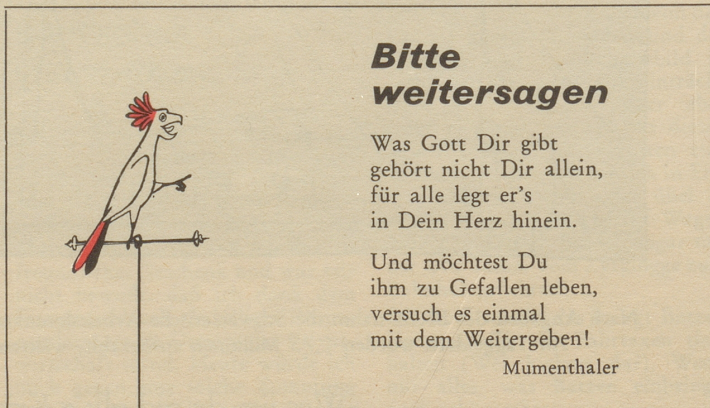 Bitte
weitersagen
Was Gott Dir gibt
gehört nicht Dir allein,
für alle legt er's
in Dein Herz hinein.
Und möchtest Du
ihm zu Gefallen leben,
versuch es einmal
mit dem Weitergeben!
Mumenthaler